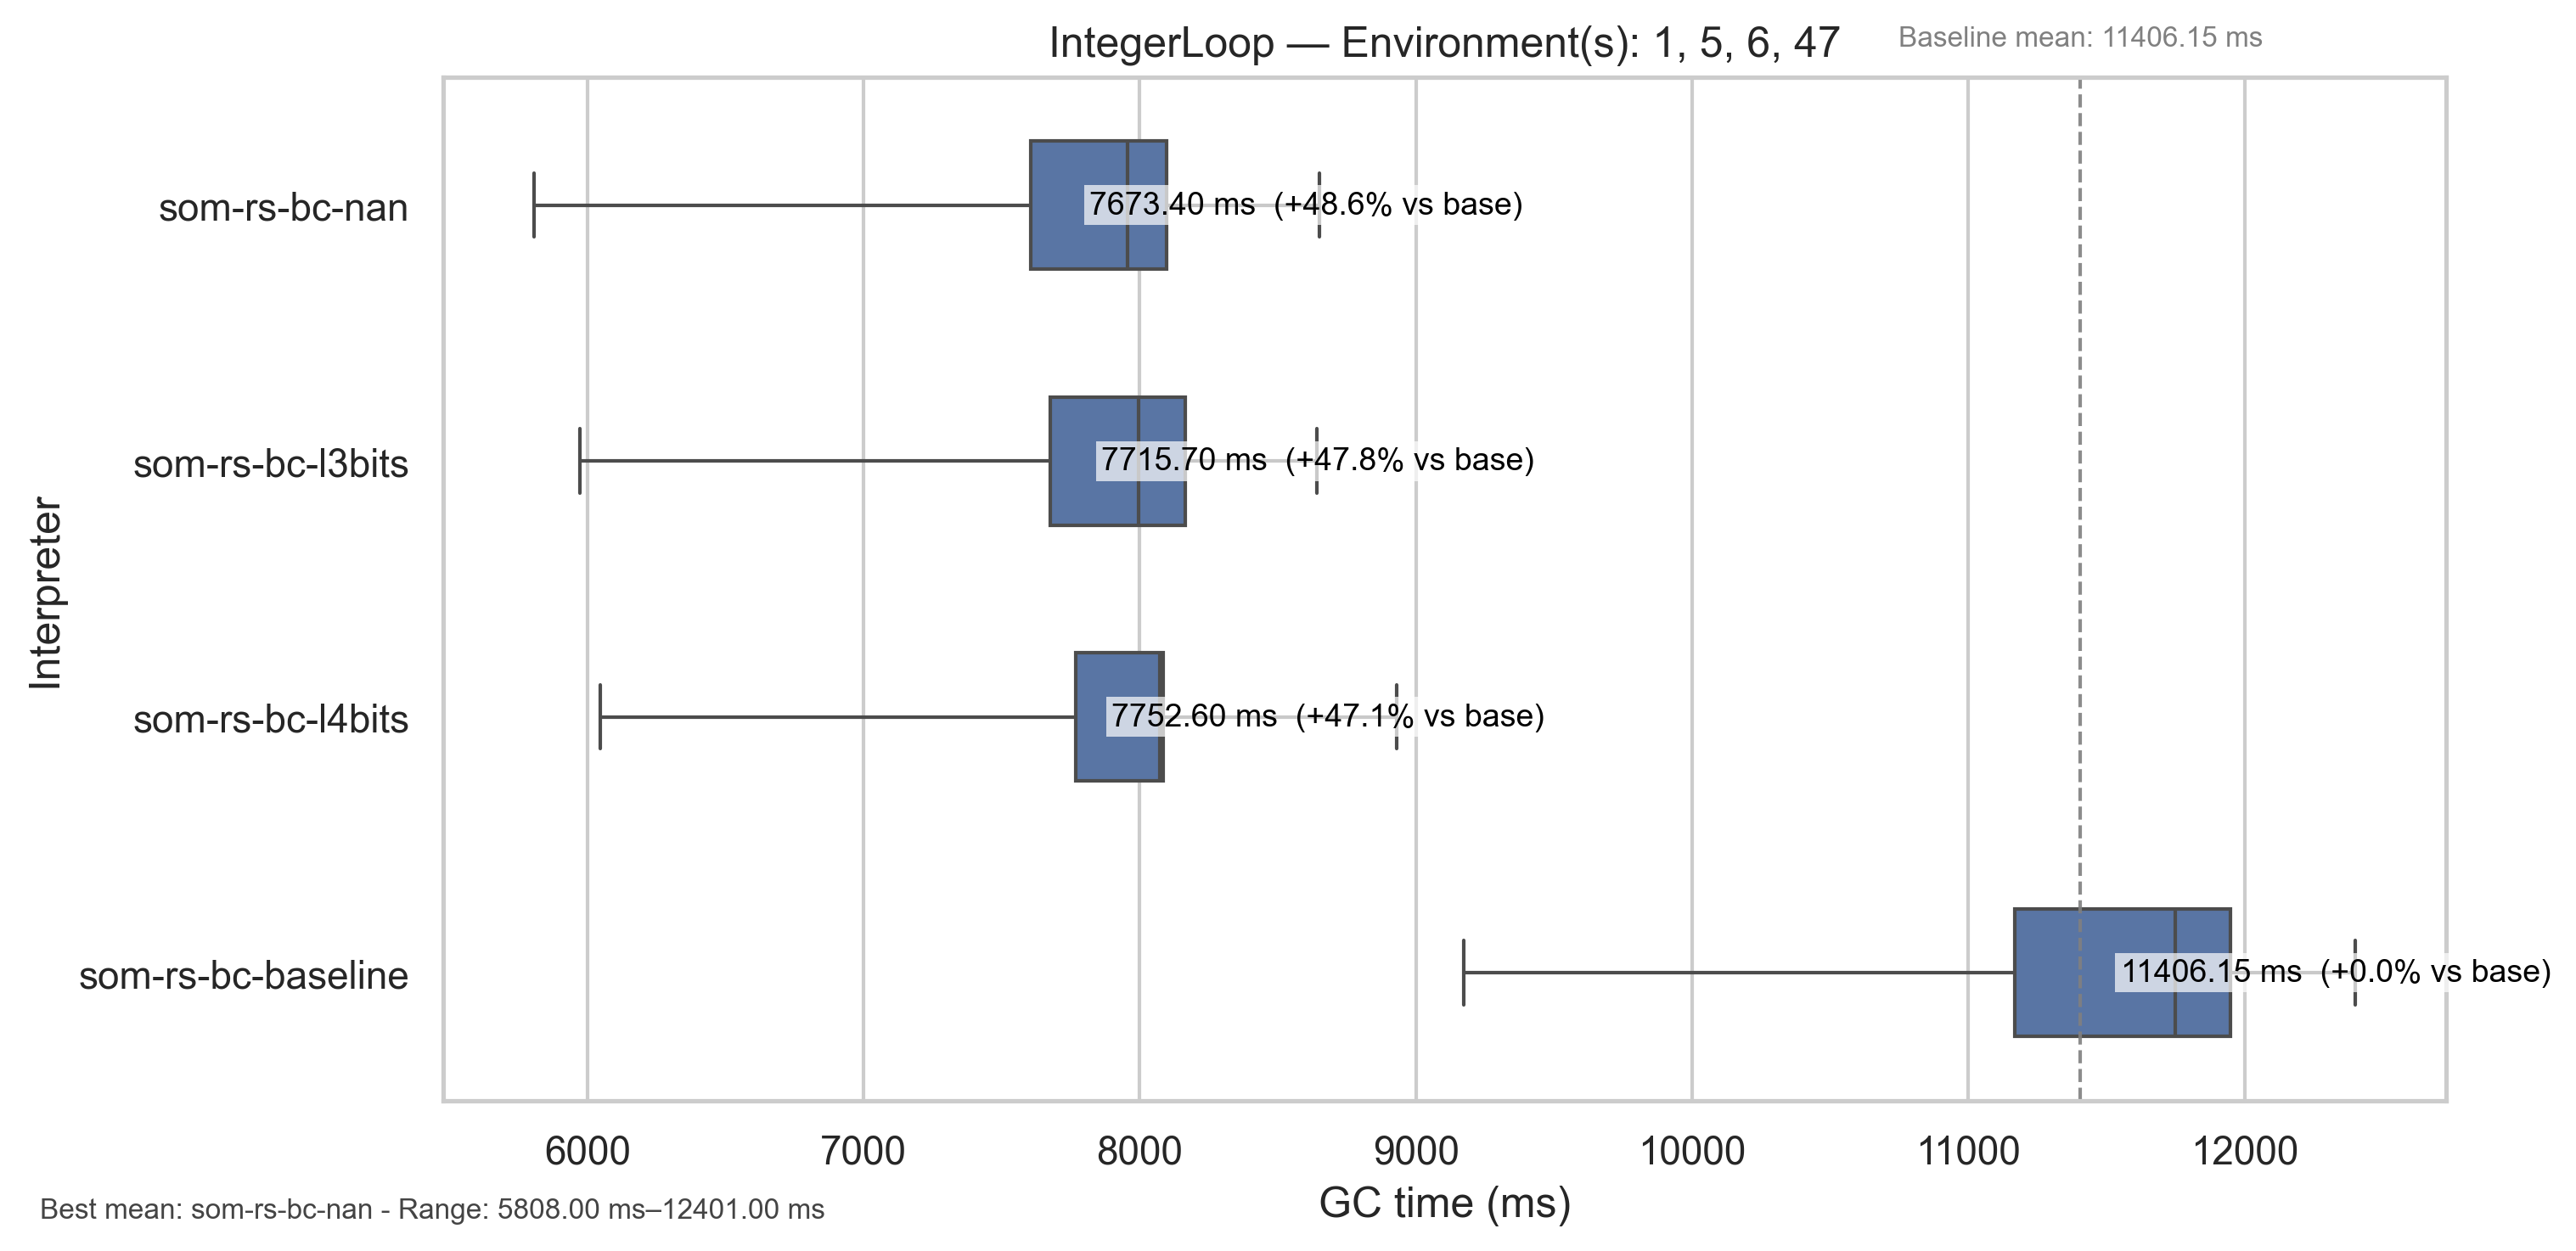 IntegerLoop — Environment(s): 1, 5, 6, 47
Baseline mean: 11406.15 ms
Interpreter
som-rs-bc-nan
7673.40 ms (+48.6% vs base)
som-rs-bc-l3bits
7715.70 ms (+47.8% vs base)
som-rs-bc-l4bits
7752.60 ms (+47.1% vs base)
som-rs-bc-baseline
11406.15 ms (+0.0% vs base)
6000 7000 8000 9000 10000 11000 12000
GC time (ms)
Best mean: som-rs-bc-nan - Range: 5808.00 ms–12401.00 ms